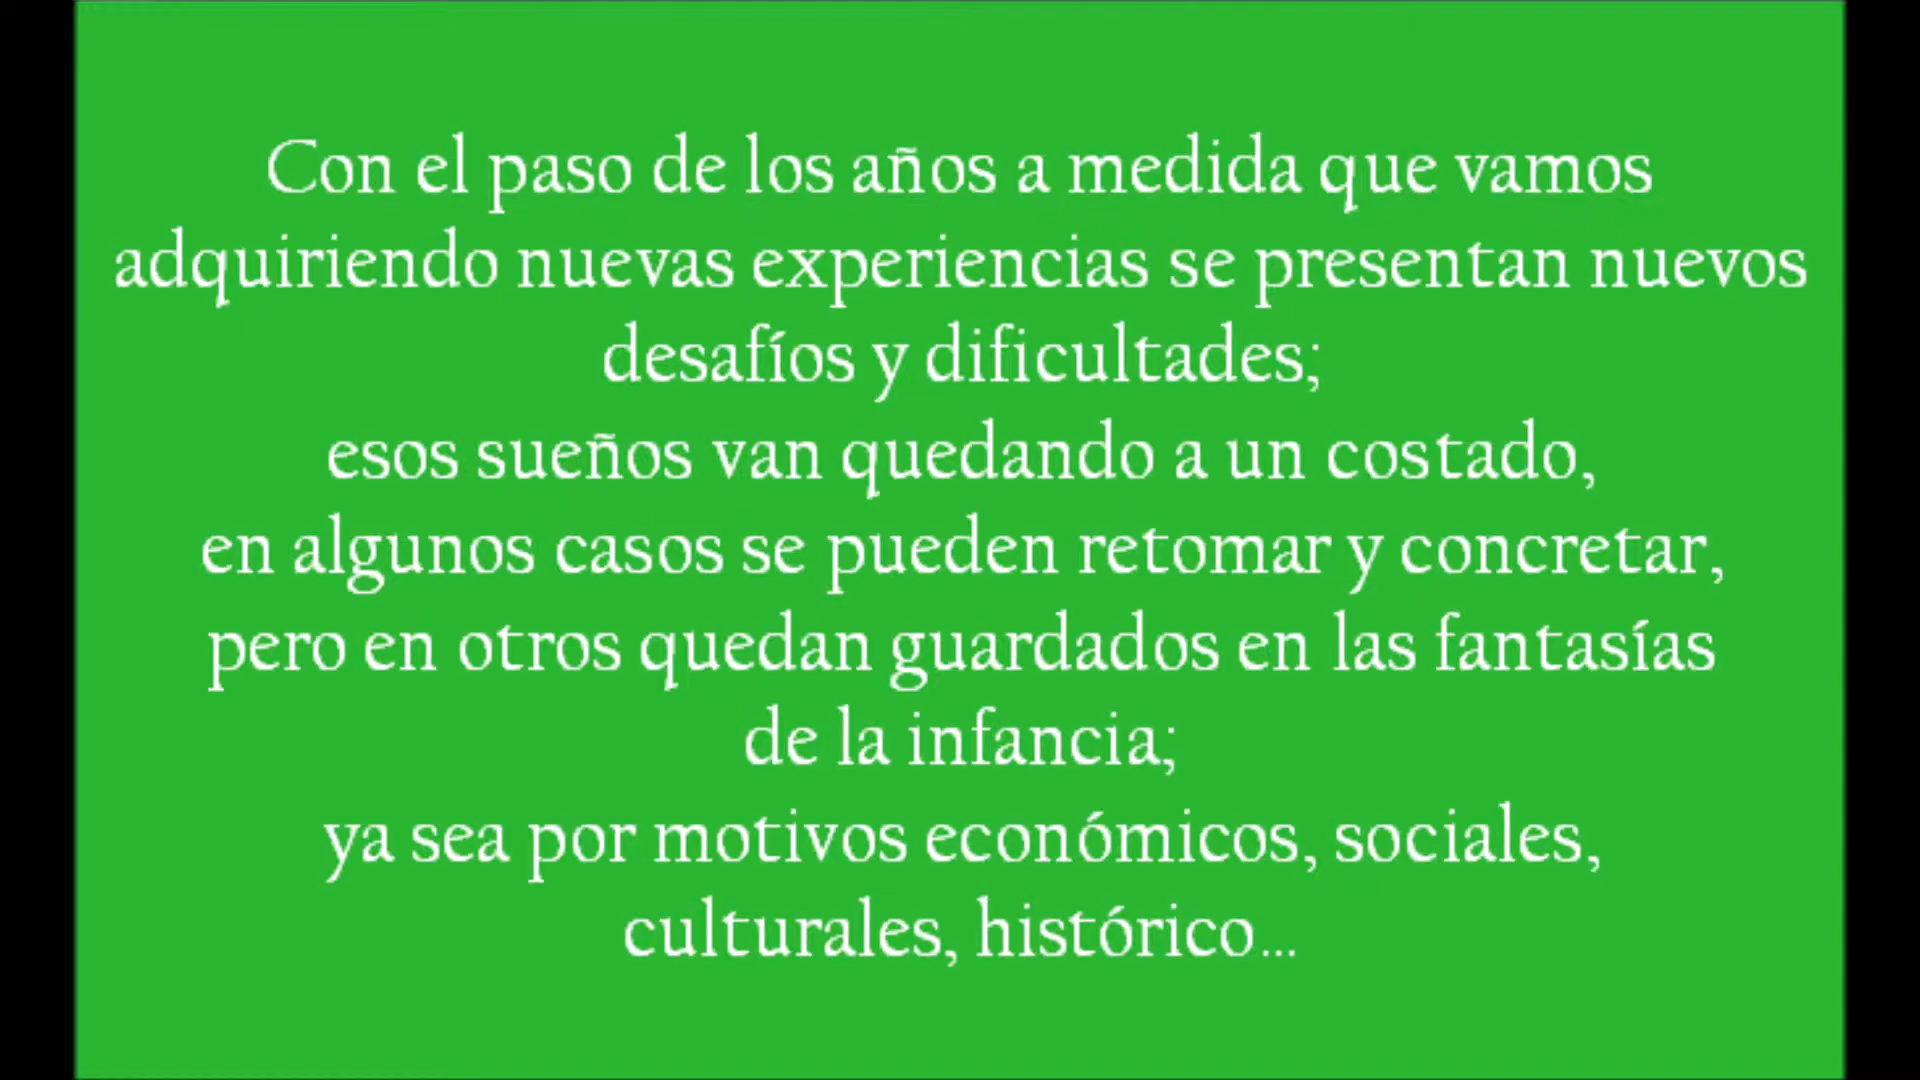 Con el paso de los años a medida que vamos
adquiriendo nuevas experiencias se presentan nuevos
desafíos y dificultades;
esos sueños van quedando a un costado,
en algunos casos se pueden retomar y concretar,
pero en otros quedan guardados en las fantasías
de la infancia;
ya sea por motivos económicos, sociales,
culturales, histórico...